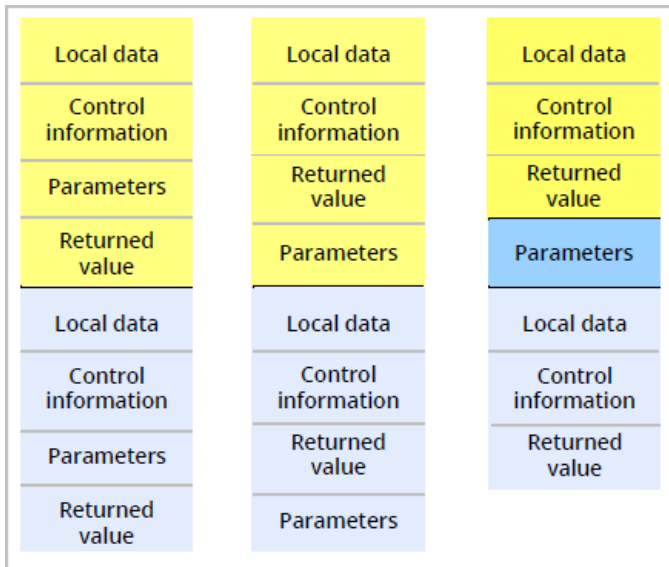 Local data
Control
information
Parameters
Returned
value
Local data
Control
information
Parameters
Returned
value
Local data
Control
information
Returned
value
Parameters
Local data
Control
information
Returned
value
Parameters
Local data
Control
information
Returned
value
Parameters
Local data
Control
information
Returned
value